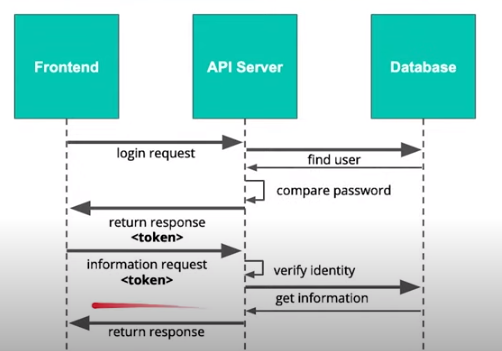 Frontend
API Server
Database
login request
find user
compare password
return response
<token>
information request
<token>
verify identity
get information
return response